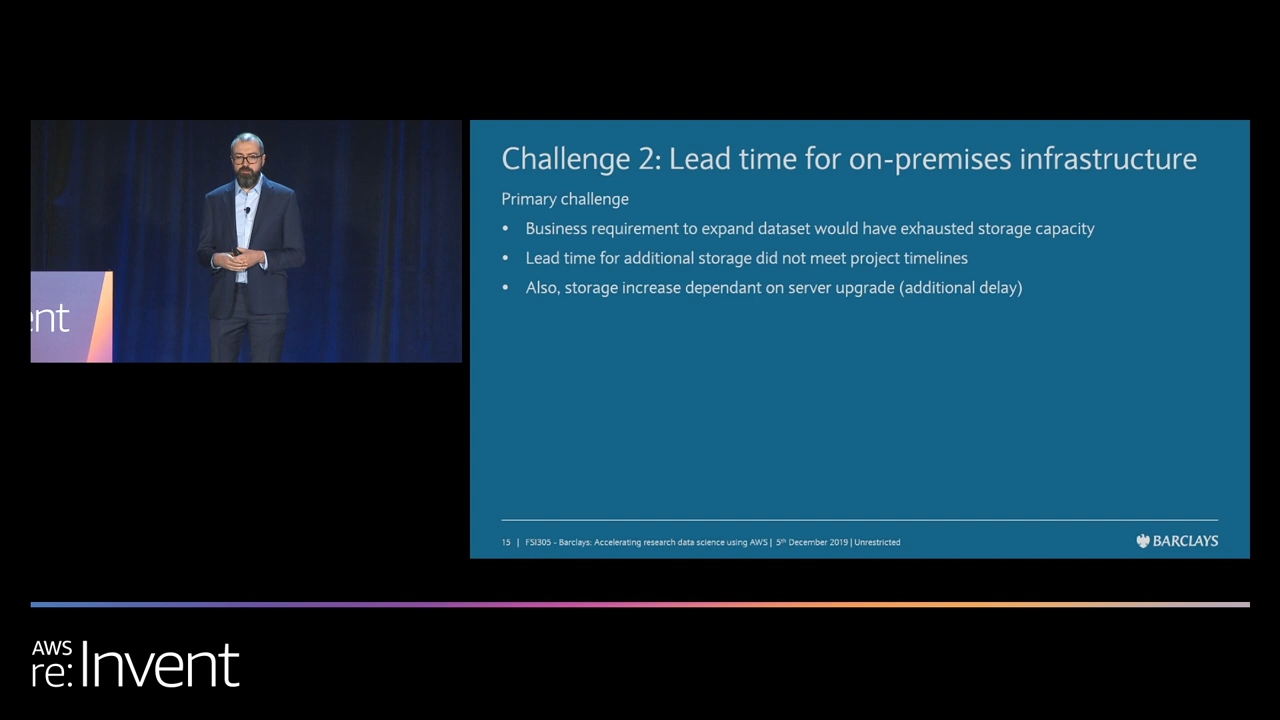 ent
Challenge 2: Lead time for on-premises infrastructure
Primary challenge
• Business requirement to expand dataset would have exhausted storage capacity
• Lead time for additional storage did not meet project timelines
• Also, storage increase dependant on server upgrade (additional delay)
15 | FSI305 - Barclays: Accelerating research data science using AWS | 5th December 2019 | Unrestricted
BARCLAYS
AWS
re:Invent